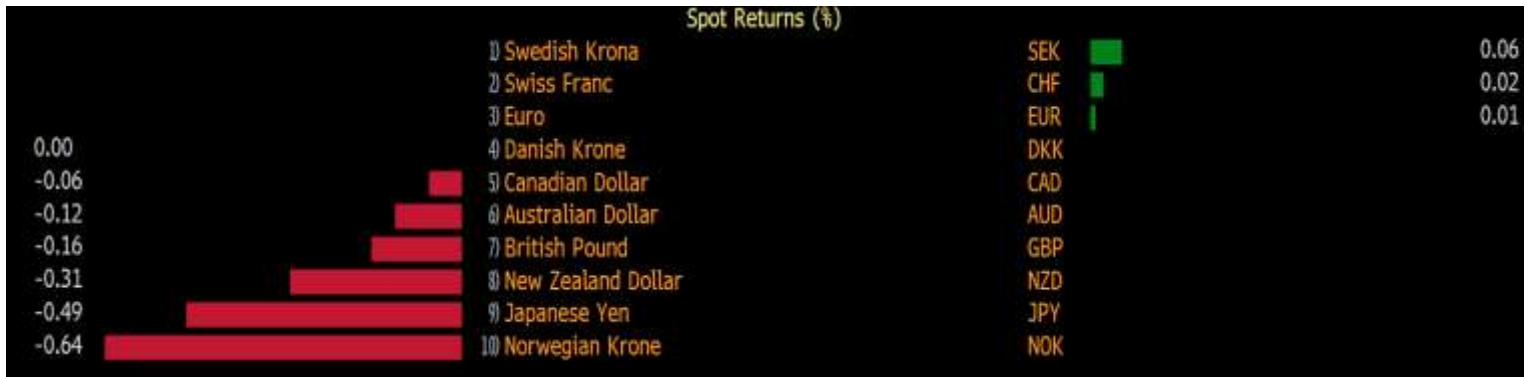 Spot Returns (%)
1) Swedish Krona SEK 0.06
2) Swiss Franc CHF 0.02
3) Euro EUR 0.01
0.00 4) Danish Krone DKK
-0.06 5) Canadian Dollar CAD
-0.12 6) Australian Dollar AUD
-0.16 7) British Pound GBP
-0.31 8) New Zealand Dollar NZD
-0.49 9) Japanese Yen JPY
-0.64 10) Norwegian Krone NOK